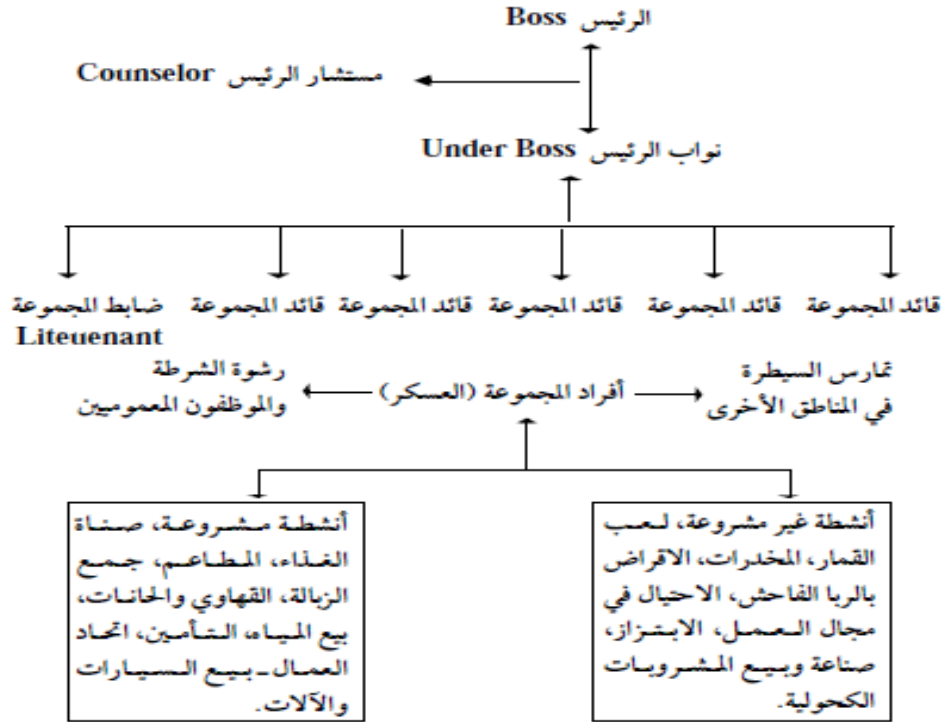 الرئيس Boss
مستشار الرئيس Counselor
نواب الرئيس Under Boss
قائد المجموعة
قائد المجموعة
قائد المجموعة
قائد المجموعة
قائد المجموعة
ضابط المجموعة
Liteuenant
تمارس السيطرة
في المناطق الأخرى
أفراد المجموعة (العسكر)
رشوة الشرطة
والموظفون المعموميين
أنشطة غير مشروعة، لعب
القمار، المخدرات، الاقراض
بالربا الفاحش، الاحتيال في
مجال العمل، الابتزاز،
صناعة وبيع المشروبات
الكحولية.
أنشطة مشروعة، صناة
الغذاء، المطاعم، جمع
الزبالة، القهاوي والحانات،
بيع المياه، التأمين، اتحاد
العمال ـ بيع السيارات
والآلات.